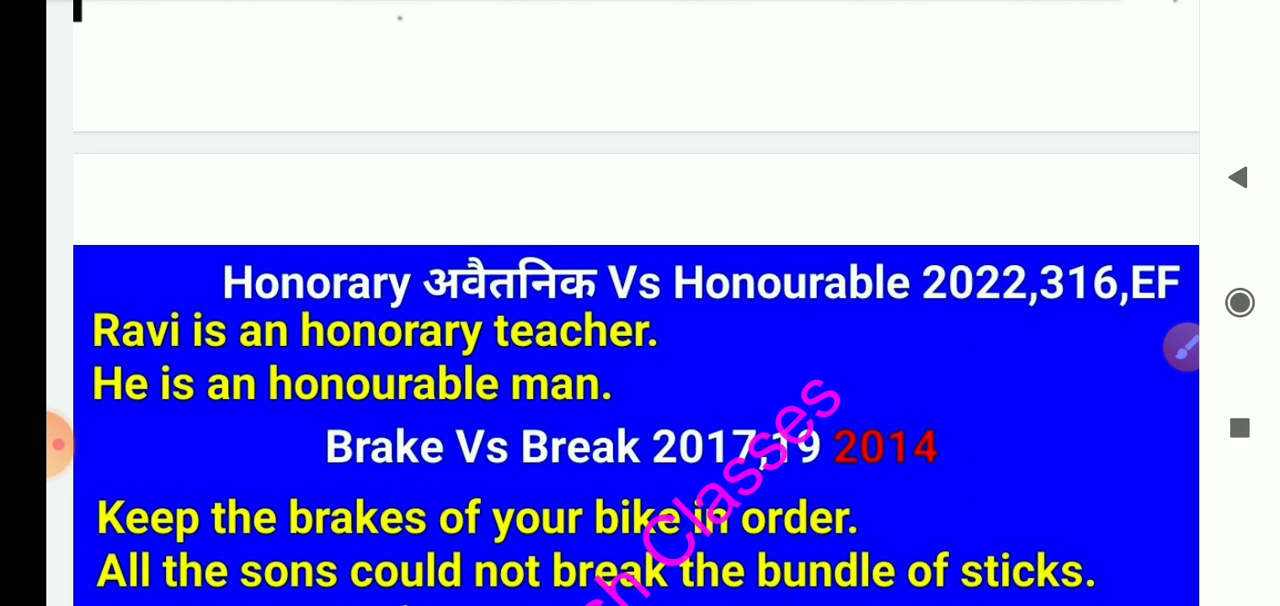 Honorary अवैतनिक Vs Honourable 2022,316,EF
Ravi is an honorary teacher.
He is an honourable man.
Brake Vs Break 2017,19 2014
Keep the brakes of your bike in order.
All the sons could not break the bundle of sticks.
Classes